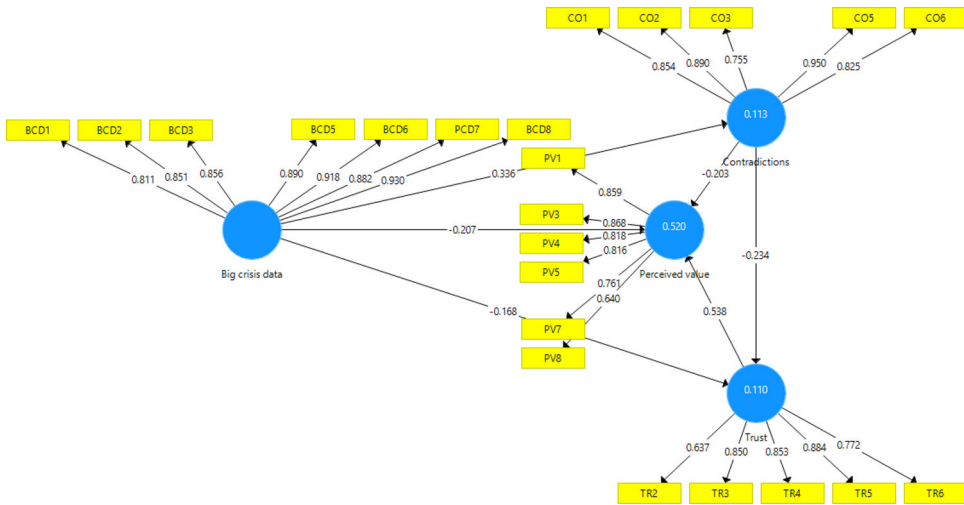 CO1 CO2 CO3 CO5 CO6
0.854 0.890 0.755 0.950 0.825
0.113
Contradictions
BCD1 BCD2 BCD3 BCD5 BCD6 PCD7 BCD8
0.811 0.851 0.856 0.890 0.918 0.882 0.930
Big crisis data
0.336
-0.207
-0.168
-0.203
-0.234
0.538
PV1
PV3
PV4
PV5
PV7
PV8
0.859
0.868
0.818
0.816
0.761
0.640
0.520
Perceived value
0.110
Trust
0.637 0.850 0.853 0.884 0.772
TR2 TR3 TR4 TR5 TR6